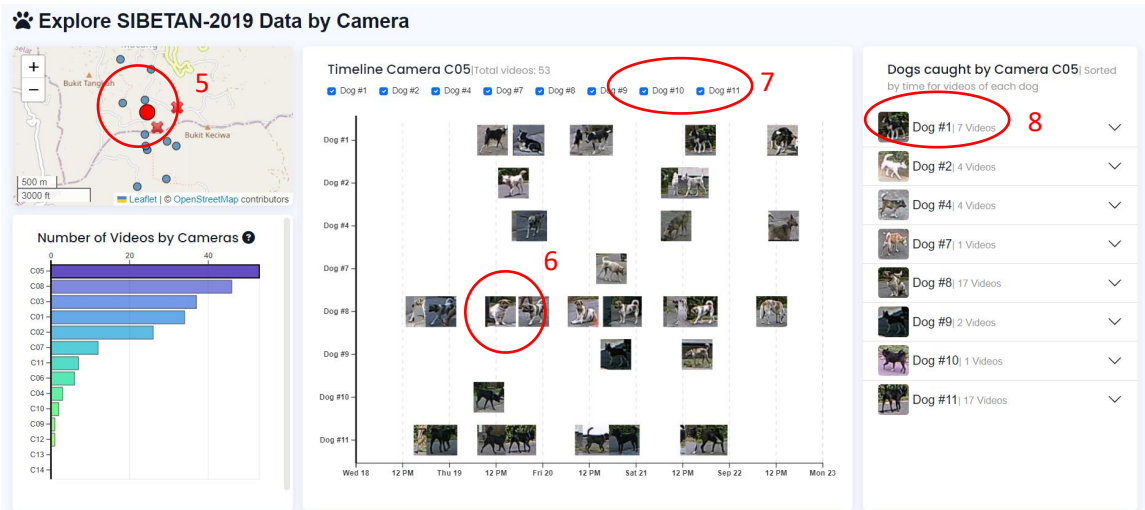 Explore SIBETAN-2019 Data by Camera
+
−
5
Bukit Tangkuh
Bukit Keciwa
500 m
3000 ft
Leaflet | © OpenStreetMap contributors
Number of Videos by Cameras ?
0 20 40
C05
C08
C03
C01
C02
C07
C11
C06
C04
C10
C09
C12
C13
C14
Timeline Camera C05|Total videos: 53
7
Dog #1 Dog #2 Dog #4 Dog #7 Dog #8 Dog #9 Dog #10 Dog #11
Dog #1
Dog #2
Dog #4
Dog #7
6
Dog #8
Dog #9
Dog #10
Dog #11
Wed 18 12 PM Thu 19 12 PM Fri 20 12 PM Sat 21 12 PM Sep 22 12 PM Mon 23
Dogs caught by Camera C05| Sorted
by time for videos of each dog
Dog #1| 7 Videos 8
Dog #2| 4 Videos
Dog #4| 4 Videos
Dog #7| 1 Videos
Dog #8| 17 Videos
Dog #9| 2 Videos
Dog #10| 1 Videos
Dog #11| 17 Videos